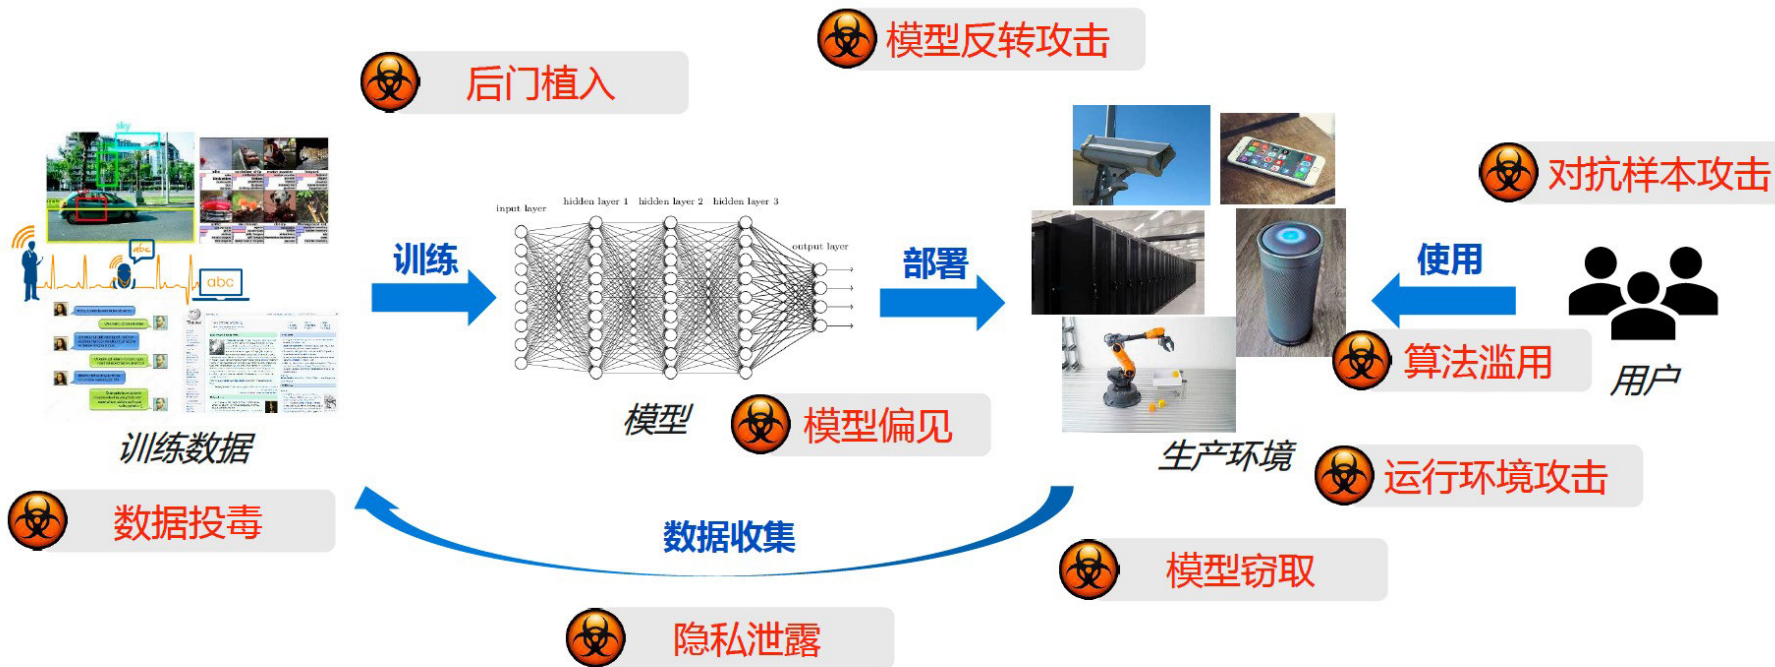 模型反转攻击
后门植入
对抗样本攻击
sky
input layer
hidden layer 1
hidden layer 2
hidden layer 3
output layer
训练
部署
使用
abc
abc
模型
模型偏见
算法滥用
用户
训练数据
生产环境
运行环境攻击
数据投毒
数据收集
模型窃取
隐私泄露